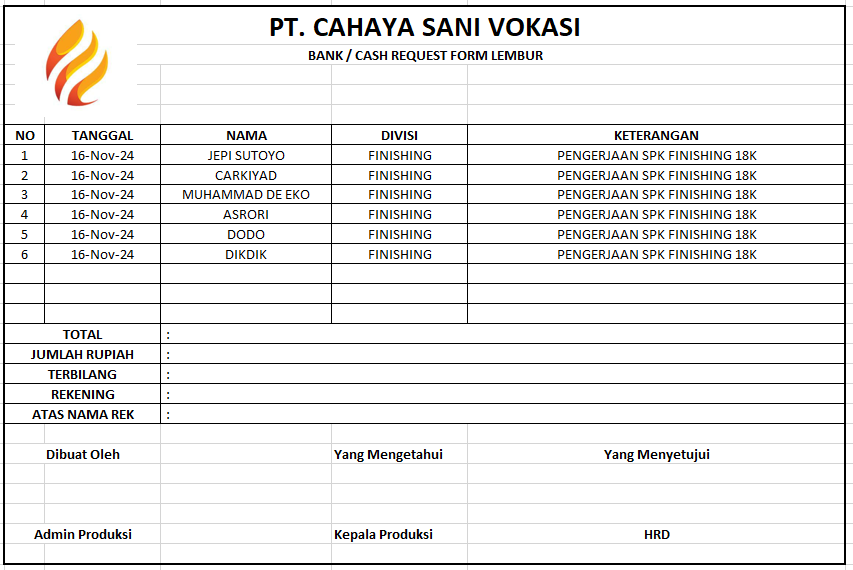 PT. CAHAYA SANI VOKASI
BANK / CASH REQUEST FORM LEMBUR
NO TANGGAL NAMA DIVISI KETERANGAN
1 16-Nov-24 JEPI SUTOYO FINISHING PENGERJAAN SPK FINISHING 18K
2 16-Nov-24 CARKIYAD FINISHING PENGERJAAN SPK FINISHING 18K
3 16-Nov-24 MUHAMMAD DE EKO FINISHING PENGERJAAN SPK FINISHING 18K
4 16-Nov-24 ASRORI FINISHING PENGERJAAN SPK FINISHING 18K
5 16-Nov-24 DODO FINISHING PENGERJAAN SPK FINISHING 18K
6 16-Nov-24 DIKDIK FINISHING PENGERJAAN SPK FINISHING 18K
TOTAL :
JUMLAH RUPIAH :
TERBILANG :
REKENING :
ATAS NAMA REK :
Dibuat Oleh Yang Mengetahui Yang Menyetujui
Admin Produksi Kepala Produksi HRD